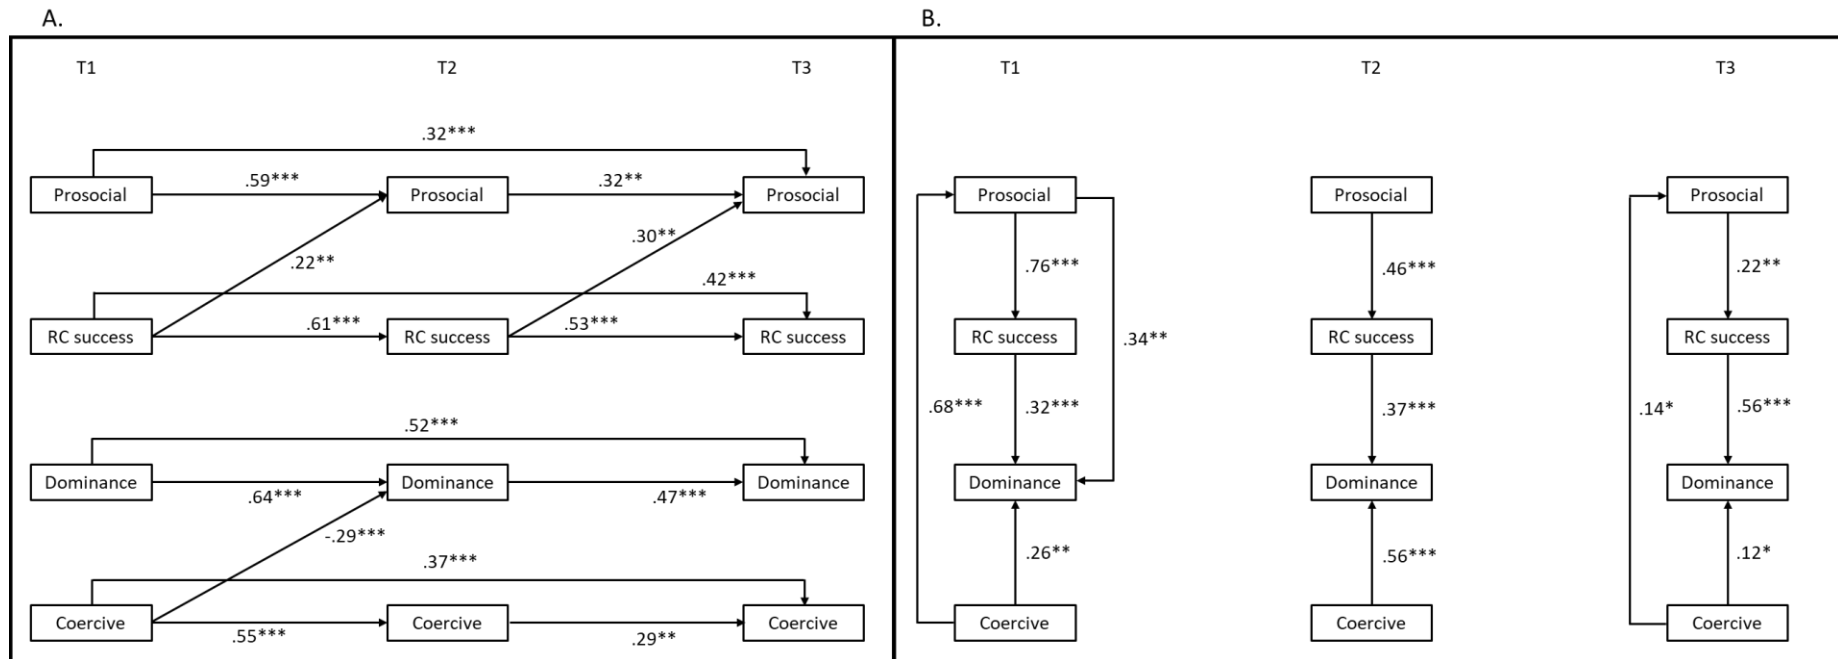 A.
B.
T1
T2
T3
T1
T2
T3
.32***
Prosocial
.59***
Prosocial
.32**
Prosocial
Prosocial
Prosocial
Prosocial
.30**
.22**
.76***
.46***
.22**
.42***
RC success
.61***
RC success
.53***
RC success
RC success
.34**
RC success
RC success
.68***
.32***
.37***
.14*
.56***
.52***
Dominance
.64***
Dominance
.47***
Dominance
Dominance
Dominance
Dominance
-.29***
.37***
.26**
.56***
.12*
Coercive
.55***
Coercive
.29**
Coercive
Coercive
Coercive
Coercive